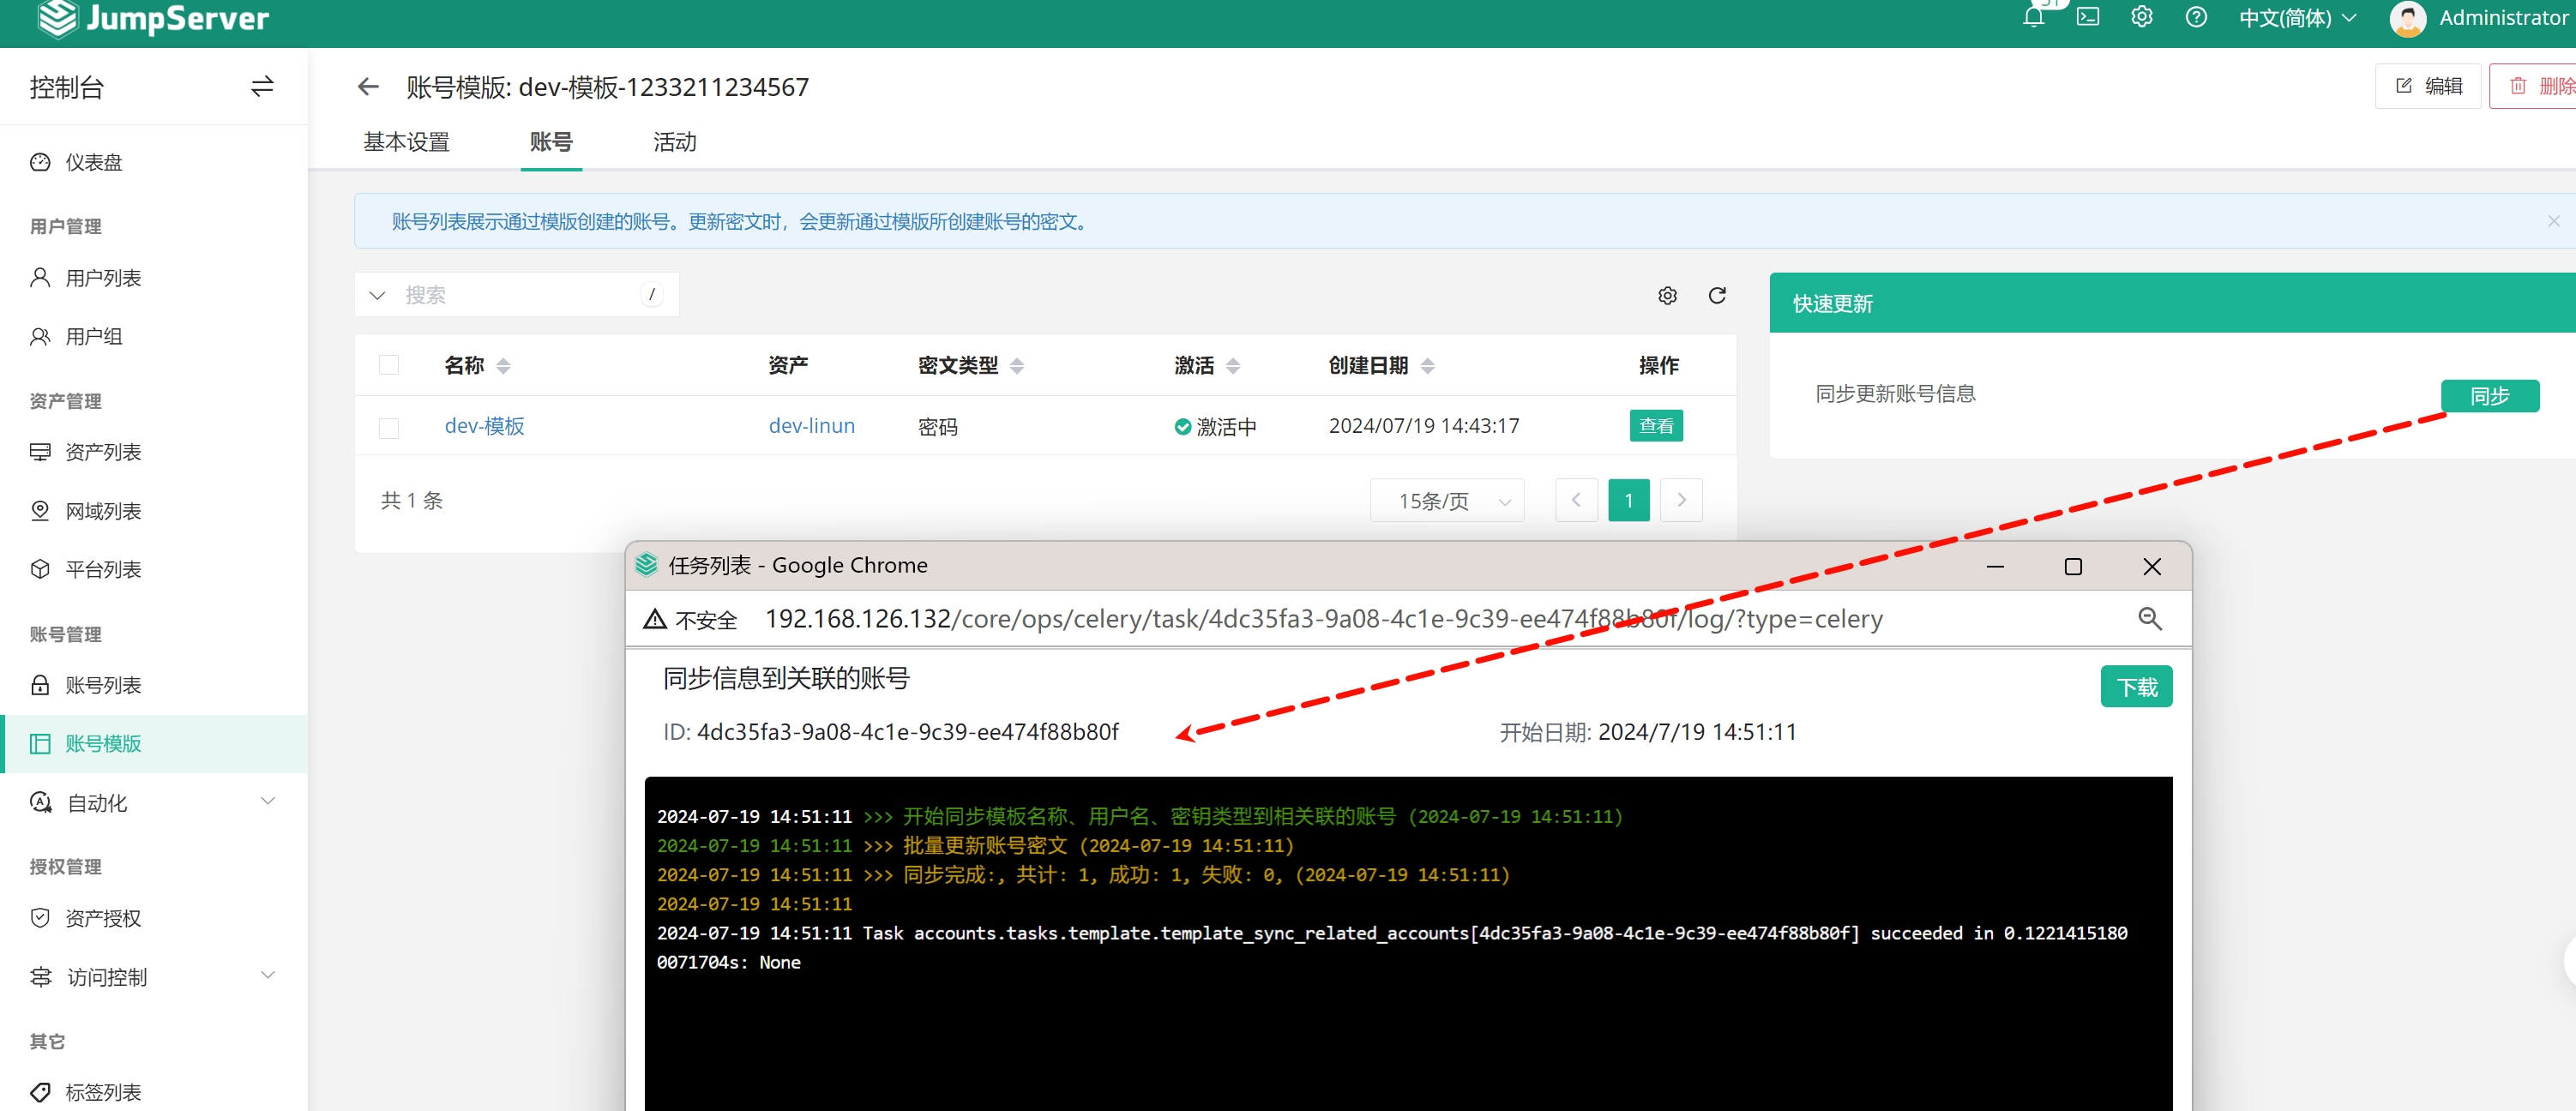 JumpServer
中文(简体)
Administrator
控制台
仪表盘
用户管理
用户列表
用户组
资产管理
资产列表
网域列表
平台列表
账号管理
账号列表
账号模版
自动化
授权管理
资产授权
访问控制
其它
标签列表
账号模版: dev-模板-1233211234567
编辑
删除
基本设置
账号
活动
账号列表展示通过模版创建的账号。更新密文时，会更新通过模版所创建账号的密文。
搜索
/
名称 资产 密文类型 激活 创建日期 操作
dev-模板 dev-linun 密码 激活中 2024/07/19 14:43:17 查看
共 1 条
15条/页
1
快速更新
同步更新账号信息
同步
任务列表 - Google Chrome
不安全 192.168.126.132/core/ops/celery/task/4dc35fa3-9a08-4c1e-9c39-ee474f88b80f/log/?type=celery
同步信息到关联的账号
下载
ID: 4dc35fa3-9a08-4c1e-9c39-ee474f88b80f
开始日期: 2024/7/19 14:51:11
2024-07-19 14:51:11 >>> 开始同步模板名称、用户名、密钥类型到相关联的账号 (2024-07-19 14:51:11)
2024-07-19 14:51:11 >>> 批量更新账号密文 (2024-07-19 14:51:11)
2024-07-19 14:51:11 >>> 同步完成:, 共计: 1, 成功: 1, 失败: 0, (2024-07-19 14:51:11)
2024-07-19 14:51:11
2024-07-19 14:51:11 Task accounts.tasks.template.template_sync_related_accounts[4dc35fa3-9a08-4c1e-9c39-ee474f88b80f] succeeded in 0.1221415180
0071704s: None